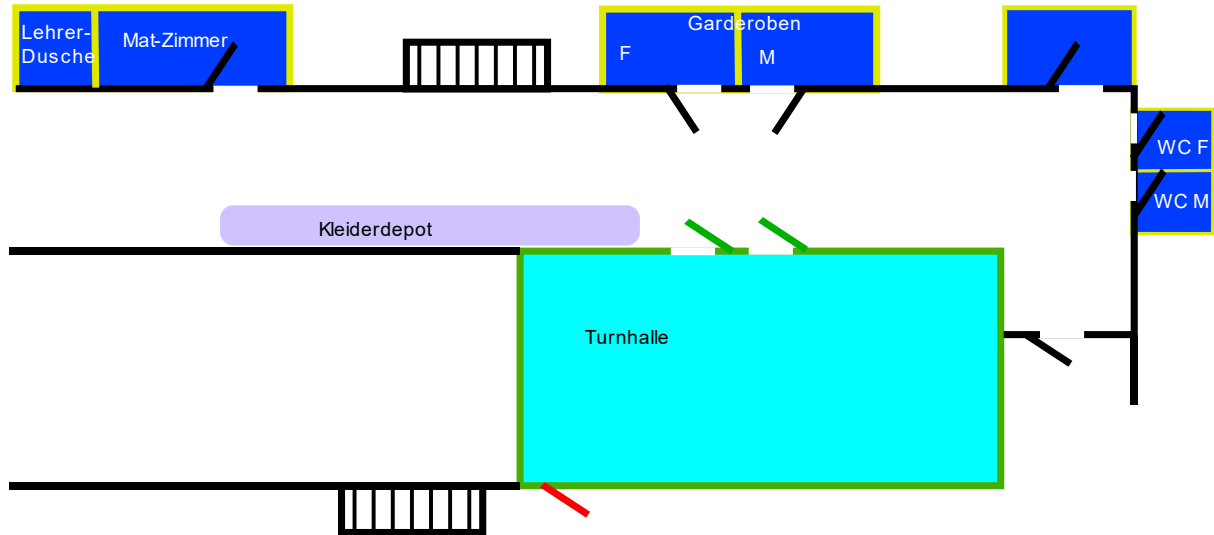 Lehrer-
Dusche
Mat-Zimmer
Garderoben
F
M
WC F
WC M
Kleiderdepot
Turnhalle